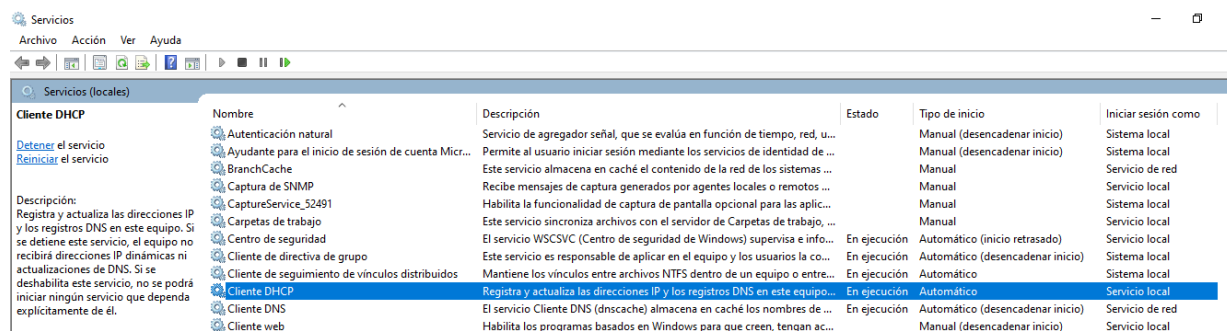 Servicios
Archivo Acción Ver Ayuda
Servicios (locales)
Cliente DHCP
Detener el servicio
Reiniciar el servicio
Descripción:
Registra y actualiza las direcciones IP
y los registros DNS en este equipo. Si
se detiene este servicio, el equipo no
recibirá direcciones IP dinámicas ni
actualizaciones de DNS. Si se
deshabilita este servicio, no se podrá
iniciar ningún servicio que dependa
explícitamente de él.
Nombre Descripción Estado Tipo de inicio Iniciar sesión como
Autenticación natural Servicio de agregador señal, que se evalúa en función de tiempo, red, u... Manual (desencadenar inicio) Sistema local
Ayudante para el inicio de sesión de cuenta Micr... Permite al usuario iniciar sesión mediante los servicios de identidad de ... Manual (desencadenar inicio) Sistema local
BranchCache Este servicio almacena en caché el contenido de la red de los sistemas ... Manual Servicio de red
Captura de SNMP Recibe mensajes de captura generados por agentes locales o remotos ... Manual Servicio local
CaptureService_52491 Habilita la funcionalidad de captura de pantalla opcional para las aplic... Manual Sistema local
Carpetas de trabajo Este servicio sincroniza archivos con el servidor de Carpetas de trabajo, ... Manual Servicio local
Centro de seguridad El servicio WSCSVC (Centro de seguridad de Windows) supervisa e info... En ejecución Automático (inicio retrasado) Servicio local
Cliente de directiva de grupo Este servicio es responsable de aplicar en el equipo y los usuarios la co... En ejecución Automático (desencadenar inicio) Sistema local
Cliente de seguimiento de vínculos distribuidos Mantiene los vínculos entre archivos NTFS dentro de un equipo o entre... En ejecución Automático Sistema local
Cliente DHCP Registra y actualiza las direcciones IP y los registros DNS en este equipo... En ejecución Automático Servicio local
Cliente DNS El servicio Cliente DNS (dnscache) almacena en caché los nombres de ... En ejecución Automático (desencadenar inicio) Servicio de red
Cliente web Habilita los programas basados en Windows para que creen, tengan ac... Manual (desencadenar inicio) Servicio local